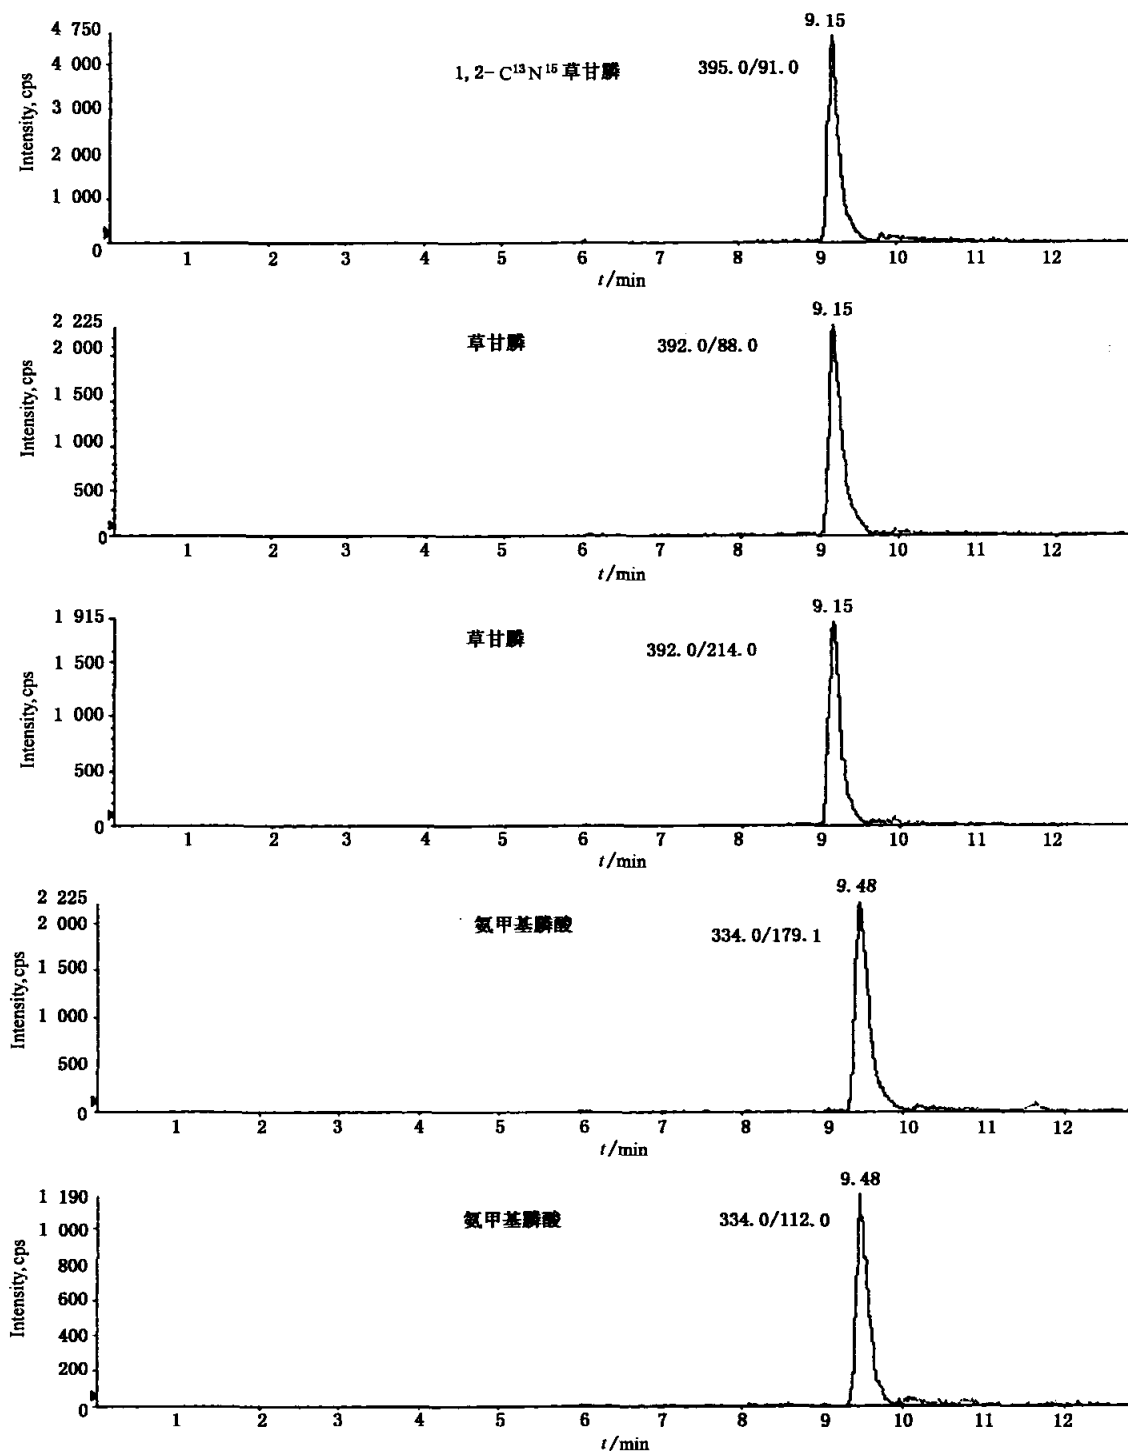 4 750
9.15
1,2-C¹³N¹⁵草甘膦
395.0/91.0
4 000
3 000
2 000
1 000
0
Intensity,cps
1 2 3 4 5 6 7 8 9 10 11 12
t/min
2 225
9.15
草甘膦
392.0/88.0
2 000
1 500
1 000
500
0
Intensity,cps
1 2 3 4 5 6 7 8 9 10 11 12
t/min
1 915
9.15
草甘膦
392.0/214.0
1 500
1 000
500
0
Intensity,cps
1 2 3 4 5 6 7 8 9 10 11 12
t/min
2 225
9.48
氨甲基膦酸
334.0/179.1
2 000
1 500
1 000
500
0
Intensity,cps
1 2 3 4 5 6 7 8 9 10 11 12
t/min
1 190
9.48
氨甲基膦酸
334.0/112.0
1 000
800
600
400
200
0
Intensity,cps
1 2 3 4 5 6 7 8 9 10 11 12
t/min